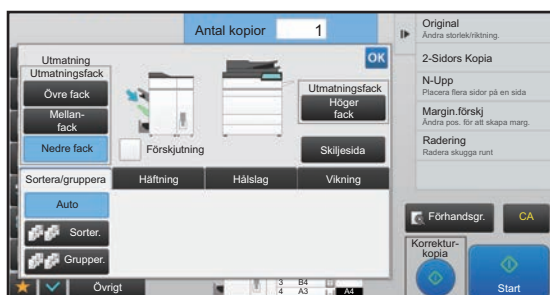 Antal kopior 1
Utmatning
OK
Utmatningsfack
Övre fack
Mellan-
fack
Nedre fack
Förskjutning
Utmatningsfack
Höger
fack
Skiljesida
Sortera/gruppera
Häftning
Hålslag
Vikning
Auto
Sorter.
Grupper.
Övrigt
3 B4
4 A3
A4
Original
Ändra storlek/riktning.
2-Sidors Kopia
N-Upp
Placera flera sidor på en sida
Margin.förskj
Ändra pos. för att skapa marg.
Radering
Radera skugga runt
Förhandsgr.
CA
Korrektur-
kopia
Start